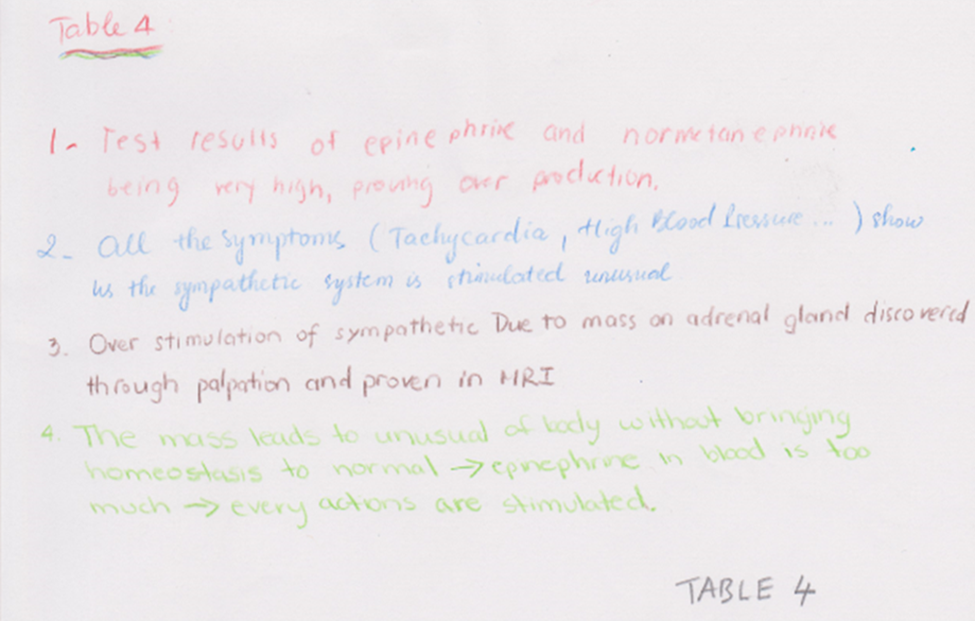 Table 4
1- Test results of epinephrine and normetanephrine
being very high, proving over production.
2- All the symptoms (Tachycardia, High Blood Pressure ... ) show
us the sympathetic system is stimulated unusual
3. Over stimulation of sympathetic Due to mass on adrenal gland discovered
through palpation and proven in MRI
4. The mass leads to unusual of body without bringing
homeostasis to normal → epinephrine in blood is too
much → every actions are stimulated.
TABLE 4